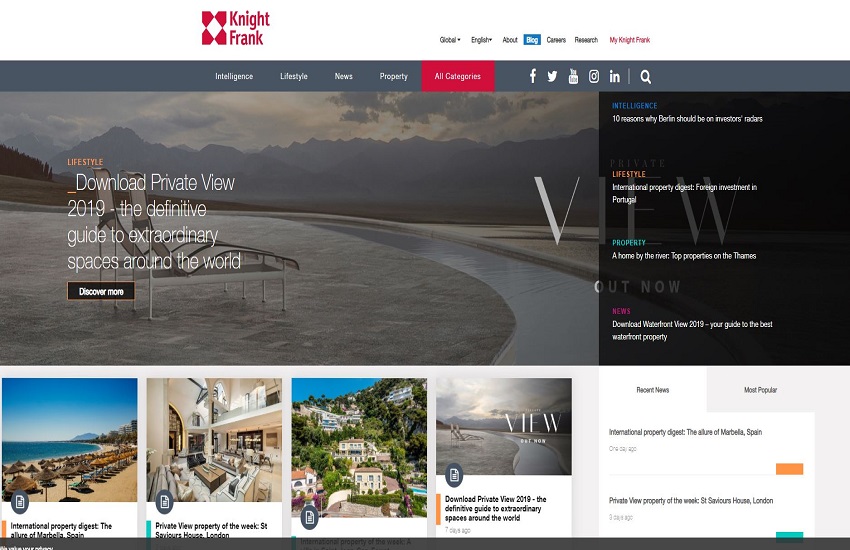 Knight
Frank
Global
English
About
Blog
Careers
Research
My Knight Frank
Intelligence
Lifestyle
News
Property
All Categories
You
Tube
in
LIFESTYLE
_Download Private View
2019 - the definitive
guide to extraordinary
spaces around the world
Discover more
PRIVATE
VIEW
OUT NOW
INTELLIGENCE
10 reasons why Berlin should be on investors' radars
LIFESTYLE
International property digest: Foreign investment in
Portugal
PROPERTY
A home by the river: Top properties on the Thames
NEWS
Download Waterfront View 2019 – your guide to the best
waterfront property
International property digest: The
allure of Marbella, Spain
Private View property of the week: St
Saviours House, London
International property of the week: A
VIEW
OUT NOW
Download Private View 2019 - the
definitive guide to extraordinary
spaces around the world
7 days ago
Recent News
Most Popular
International property digest: The allure of Marbella, Spain
One day ago
Private View property of the week: St Saviours House, London
3 days ago
We value your privacy